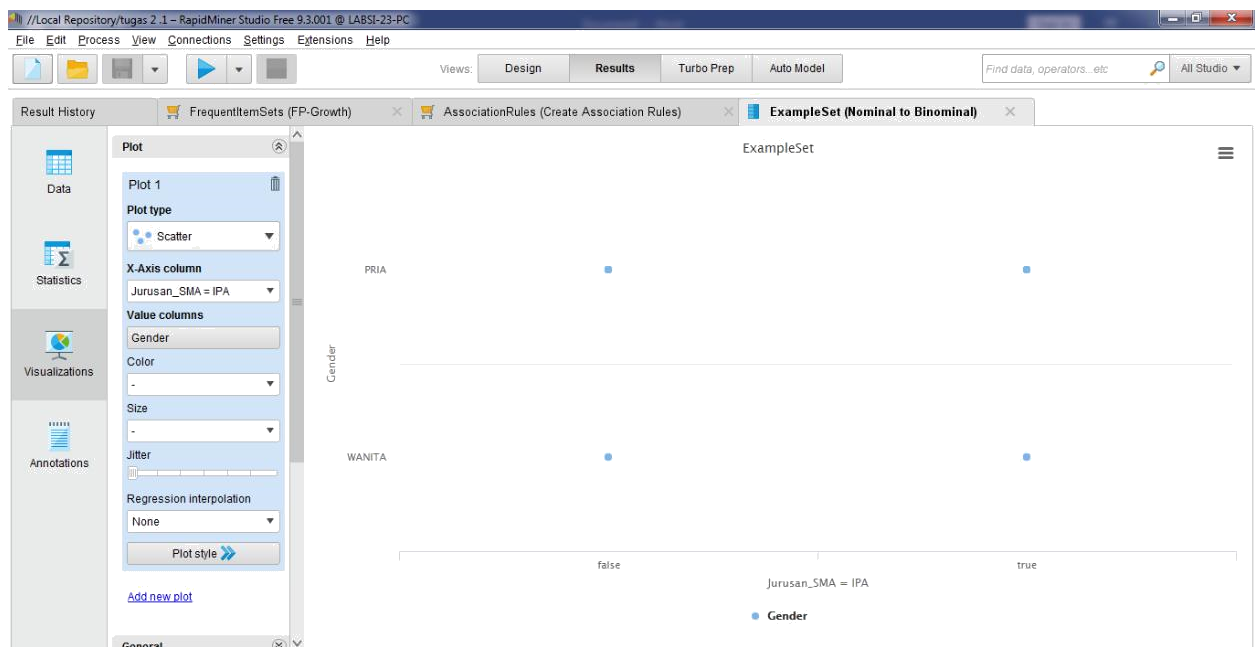 //Local Repository/tugas 2 .1 – RapidMiner Studio Free 9.3.001 @ LABSI-23-PC
File Edit Process View Connections Settings Extensions Help
Views: Design Results Turbo Prep Auto Model Find data, operators...etc All Studio
Result History FrequentItemSets (FP-Growth) AssociationRules (Create Association Rules) ExampleSet (Nominal to Binominal)
Data
Statistics
Visualizations
Annotations
Plot
Plot 1
Plot type
Scatter
X-Axis column
Jurusan_SMA = IPA
Value columns
Gender
Color
-
Size
-
Jitter
Regression interpolation
None
Plot style
Add new plot
General
ExampleSet
PRIA
Gender
WANITA
false true
Jurusan_SMA = IPA
Gender